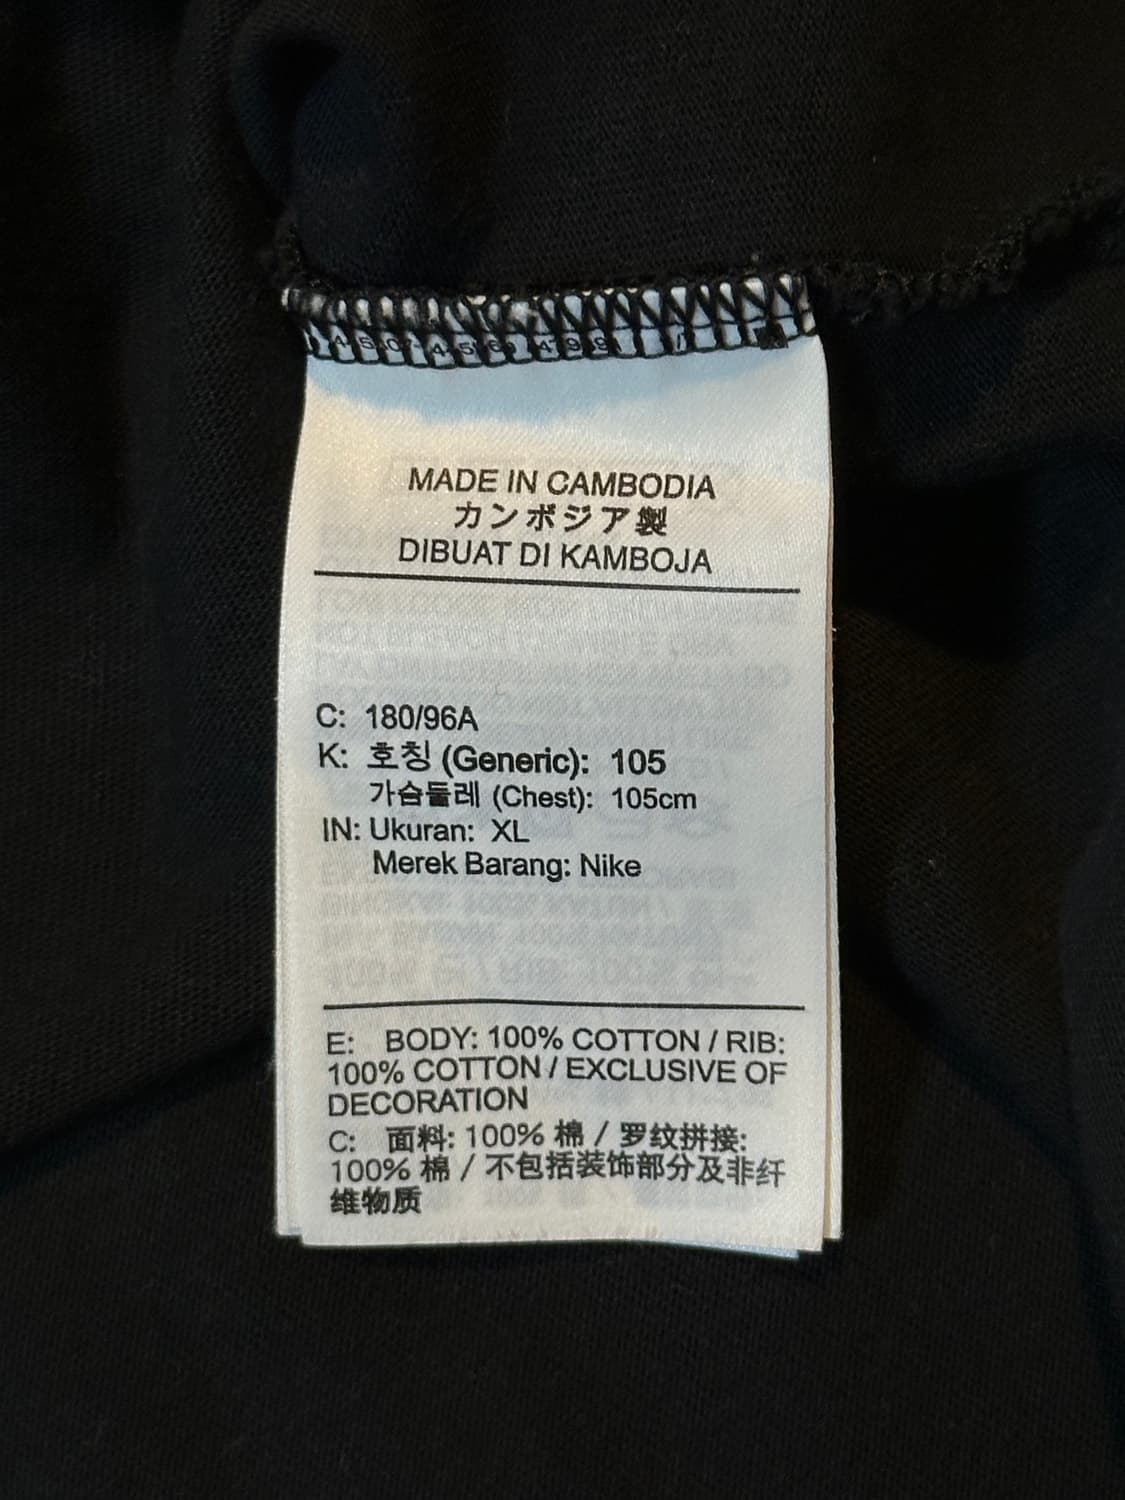 MADE IN CAMBODIA
カンボジア製
DIBUAT DI KAMBOJA
C: 180/96A
K: 호칭 (Generic): 105
가슴둘레 (Chest): 105cm
IN: Ukuran: XL
Merek Barang: Nike
E: BODY: 100% COTTON / RIB:
100% COTTON / EXCLUSIVE OF
DECORATION
C: 面料: 100% 棉 / 罗纹拼接:
100% 棉 / 不包括装饰部分及非纤
维物质